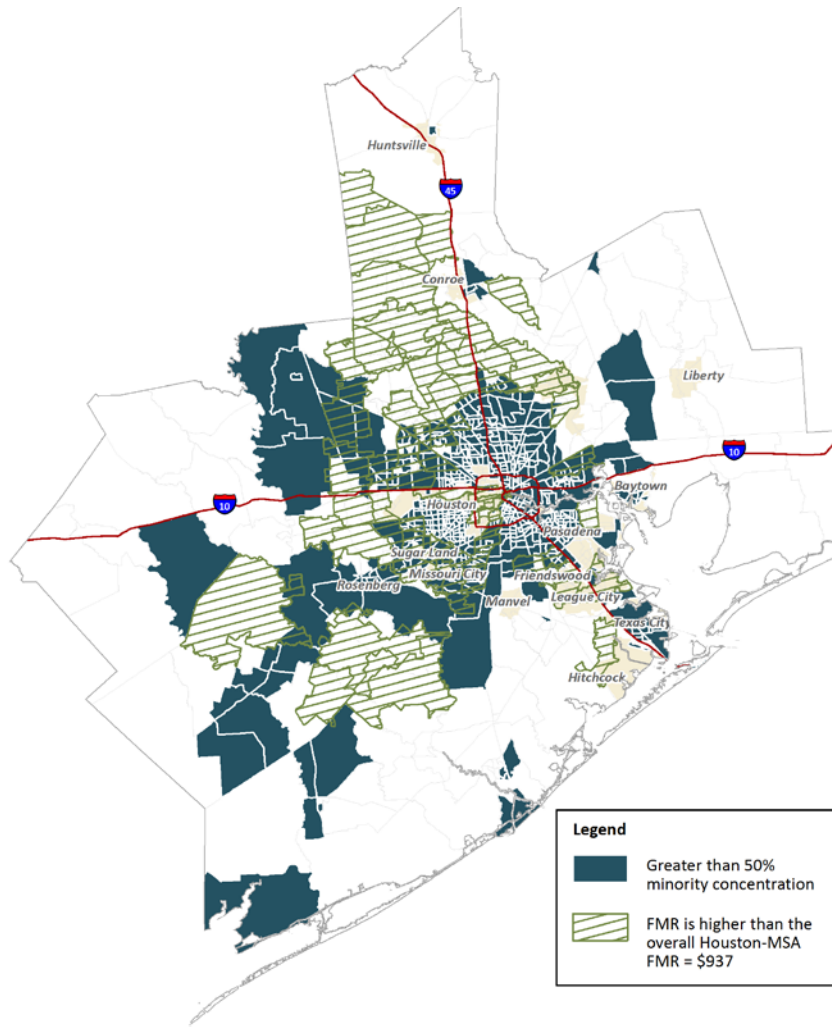 Huntsville
45
Conroe
Liberty
10
Baytown
10
Houston
Pasadena
Sugar Land
Missouri City
Friendswood
Rosenberg
League City
Manvel
Texas City
Hitchcock
Legend
Greater than 50%
minority concentration
FMR is higher than the
overall Houston-MSA
FMR = $937